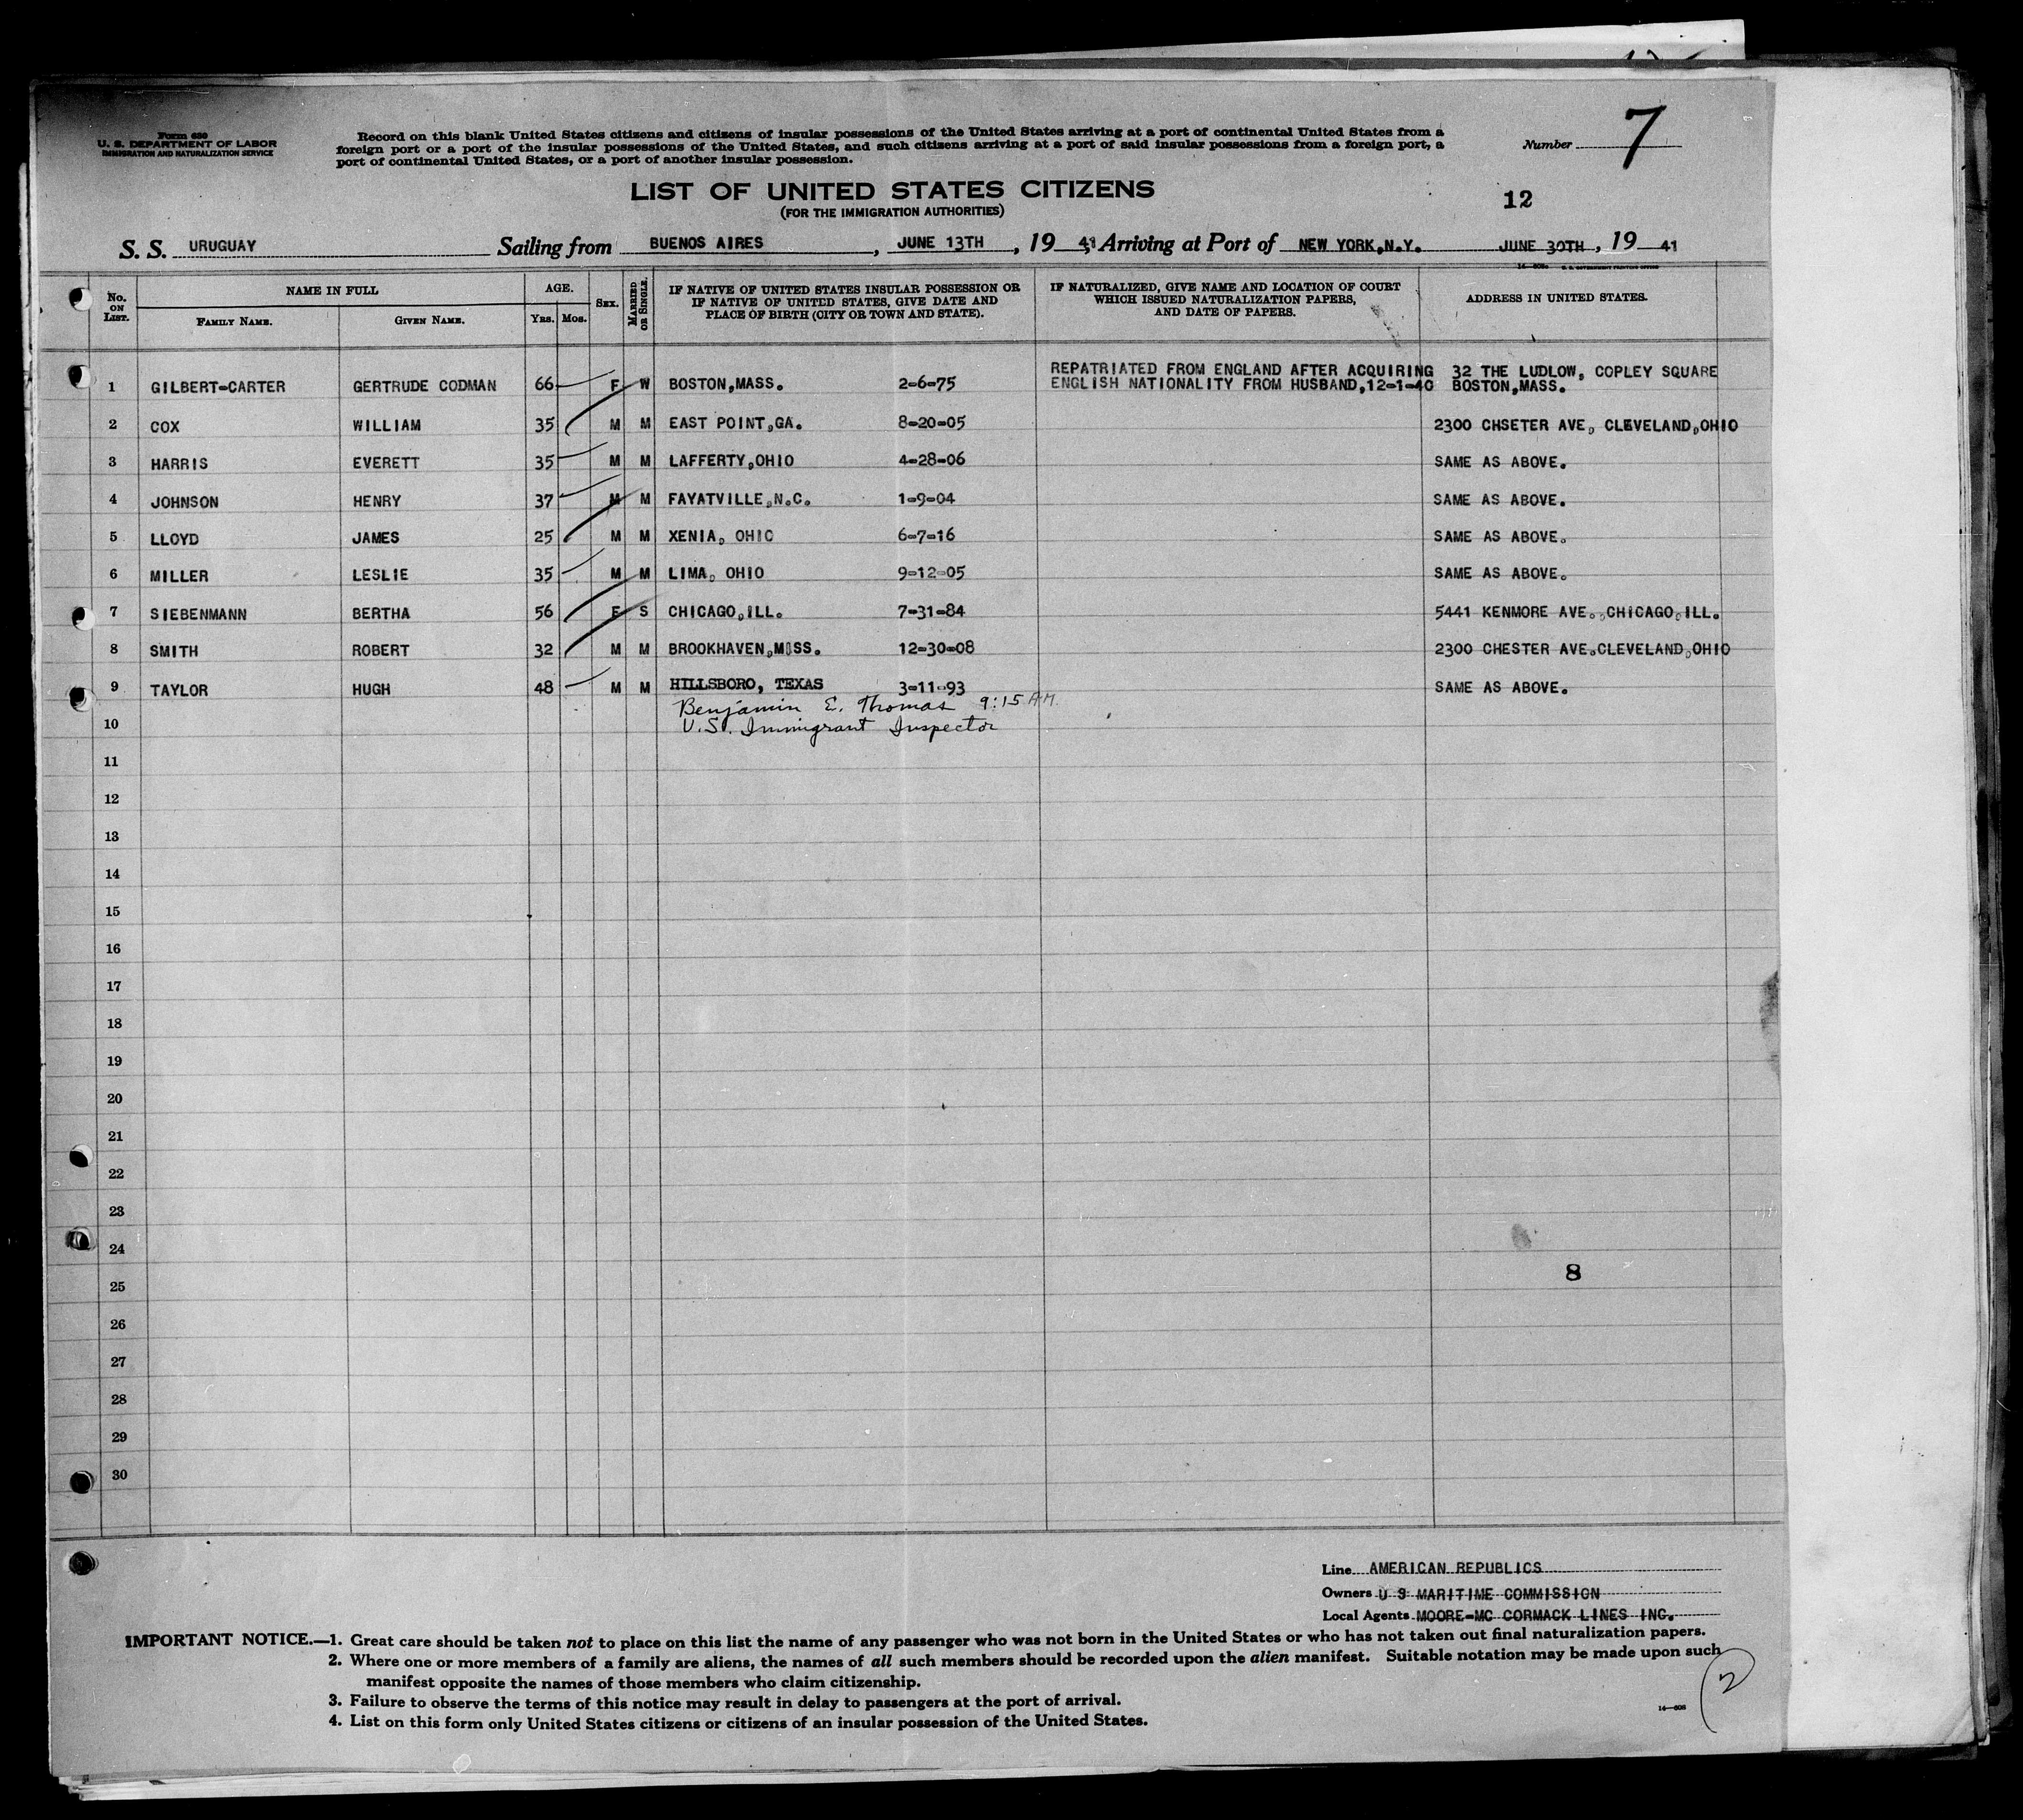 Form 630
U. S. DEPARTMENT OF LABOR
IMMIGRATION AND NATURALIZATION SERVICE
Record on this blank United States citizens and citizens of insular possessions of the United States arriving at a port of continental United States from a
foreign port or a port of the insular possessions of the United States, and such citizens arriving at a port of said insular possessions from a foreign port, a
port of continental United States, or a port of another insular possession.
Number 7
LIST OF UNITED STATES CITIZENS
(FOR THE IMMIGRATION AUTHORITIES)
12
S. S. URUGUAY Sailing from BUENOS AIRES, JUNE 13TH, 19 41, Arriving at Port of NEW YORK,N.Y. JUNE 30TH, 19 41
No. ON LIST. NAME IN FULL FAMILY NAME. GIVEN NAME. AGE. Yrs. Mos. SEX. MARRIED OR SINGLE. IF NATIVE OF UNITED STATES INSULAR POSSESSION OR IF NATIVE OF UNITED STATES, GIVE DATE AND PLACE OF BIRTH (CITY OR TOWN AND STATE). IF NATURALIZED, GIVE NAME AND LOCATION OF COURT WHICH ISSUED NATURALIZATION PAPERS, AND DATE OF PAPERS. ADDRESS IN UNITED STATES.
1 GILBERT-CARTER GERTRUDE CODMAN 66 F W BOSTON,MASS. 2-6-75 REPATRIATED FROM ENGLAND AFTER ACQUIRING ENGLISH NATIONALITY FROM HUSBAND,12-1-40 32 THE LUDLOW, COPLEY SQUARE BOSTON,MASS.
2 COX WILLIAM 35 M M EAST POINT,GA. 8-20-05 2300 CHSETER AVE, CLEVELAND,OHIO
3 HARRIS EVERETT 35 M M LAFFERTY,OHIO 4-28-06 SAME AS ABOVE.
4 JOHNSON HENRY 37 M M FAYATVILLE,N.C. 1-9-04 SAME AS ABOVE.
5 LLOYD JAMES 25 M M XENIA, OHIO 6-7-16 SAME AS ABOVE.
6 MILLER LESLIE 35 M M LIMA, OHIO 9-12-05 SAME AS ABOVE.
7 SIEBENMANN BERTHA 56 F S CHICAGO,ILL. 7-31-84 5441 KENMORE AVE.,CHICAGO,ILL.
8 SMITH ROBERT 32 M M BROOKHAVEN,MISS. 12-30-08 2300 CHESTER AVE.CLEVELAND,OHIO
9 TAYLOR HUGH 48 M M HILLSBORO, TEXAS 3-11-93 SAME AS ABOVE.
Benjamin E. Thomas 9:15 AM.
10 U.S. Immigrant Inspector
11
12
13
14
15
16
17
18
19
20
21
22
23
24
8
25
26
27
28
29
30
Line AMERICAN REPUBLICS
Owners U S MARITIME COMMISSION
Local Agents MOORE-MC CORMACK LINES INC.
IMPORTANT NOTICE.—1. Great care should be taken not to place on this list the name of any passenger who was not born in the United States or who has not taken out final naturalization papers.
2. Where one or more members of a family are aliens, the names of all such members should be recorded upon the alien manifest. Suitable notation may be made upon such
manifest opposite the names of those members who claim citizenship.
3. Failure to observe the terms of this notice may result in delay to passengers at the port of arrival.
4. List on this form only United States citizens or citizens of an insular possession of the United States.
14—608
2